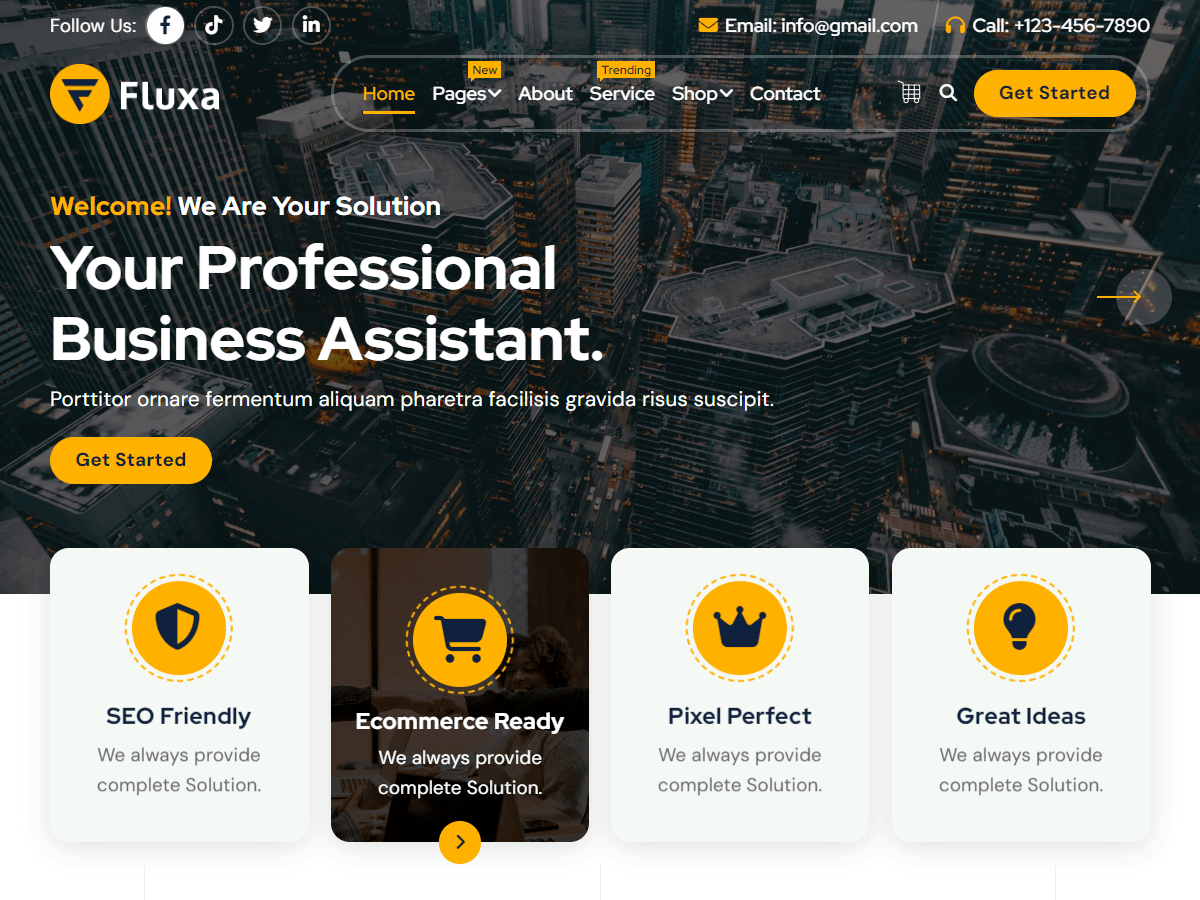 Follow Us:
Email: info@gmail.com
Call: +123-456-7890
Fluxa
New
Trending
Home
Pages
About
Service
Shop
Contact
Get Started
Welcome! We Are Your Solution
Your Professional
Business Assistant.
Porttitor ornare fermentum aliquam pharetra facilisis gravida risus suscipit.
Get Started
SEO Friendly
We always provide
complete Solution.
Ecommerce Ready
We always provide
complete Solution.
Pixel Perfect
We always provide
complete Solution.
Great Ideas
We always provide
complete Solution.